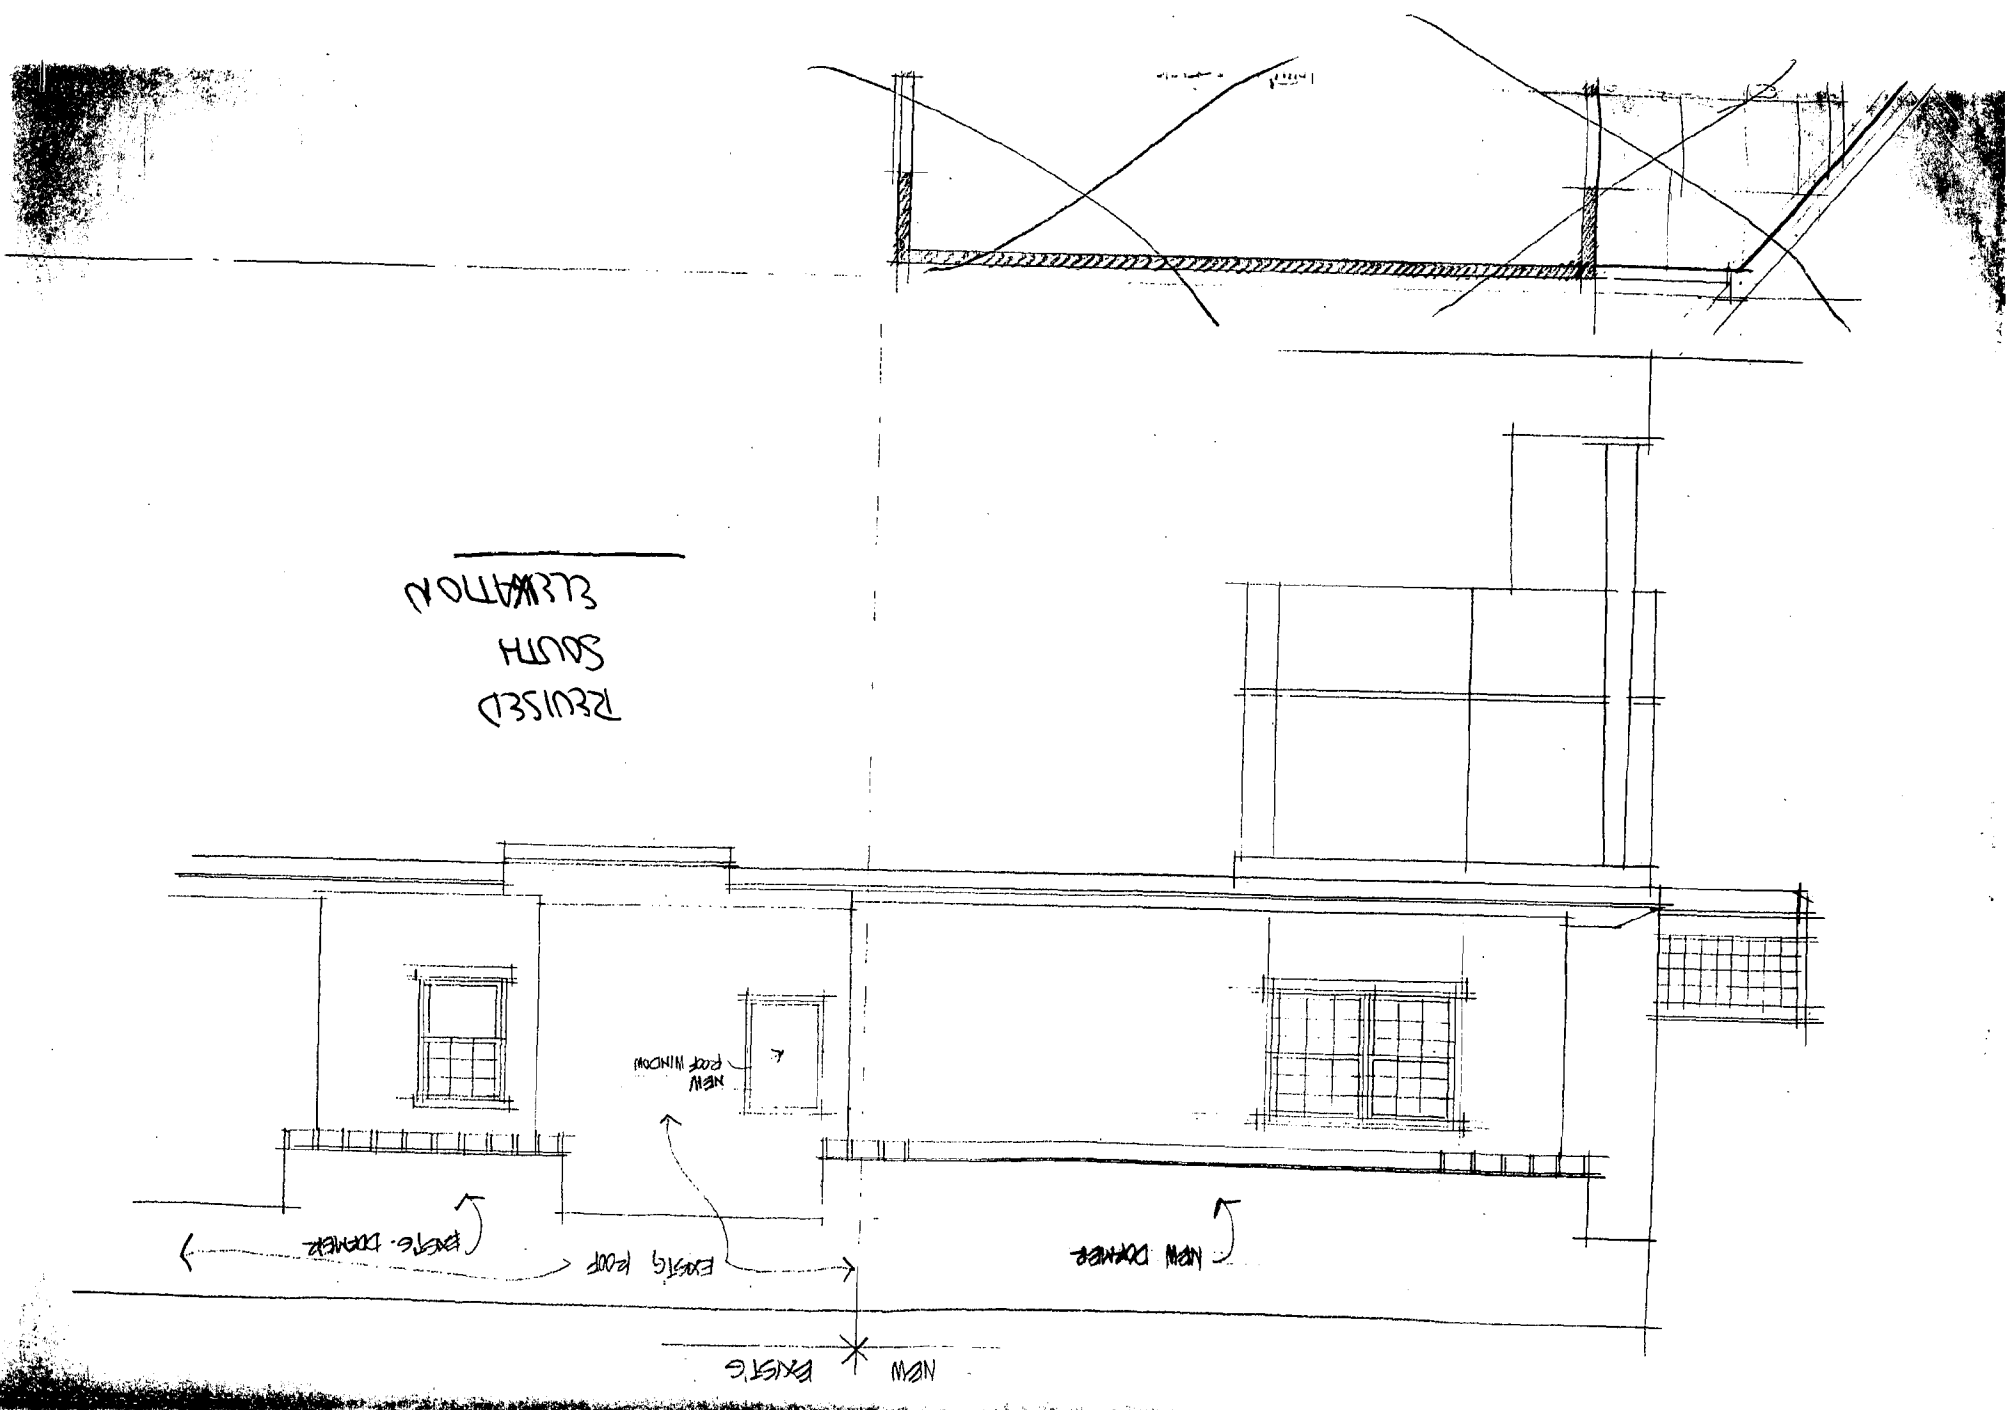 NEW
EXIST'G
NEW DORMER
EXIST'G ROOF
EXIST'G. DORMER
NEW
ROOF WINDOW
REVISED
SOUTH
ELEVATION